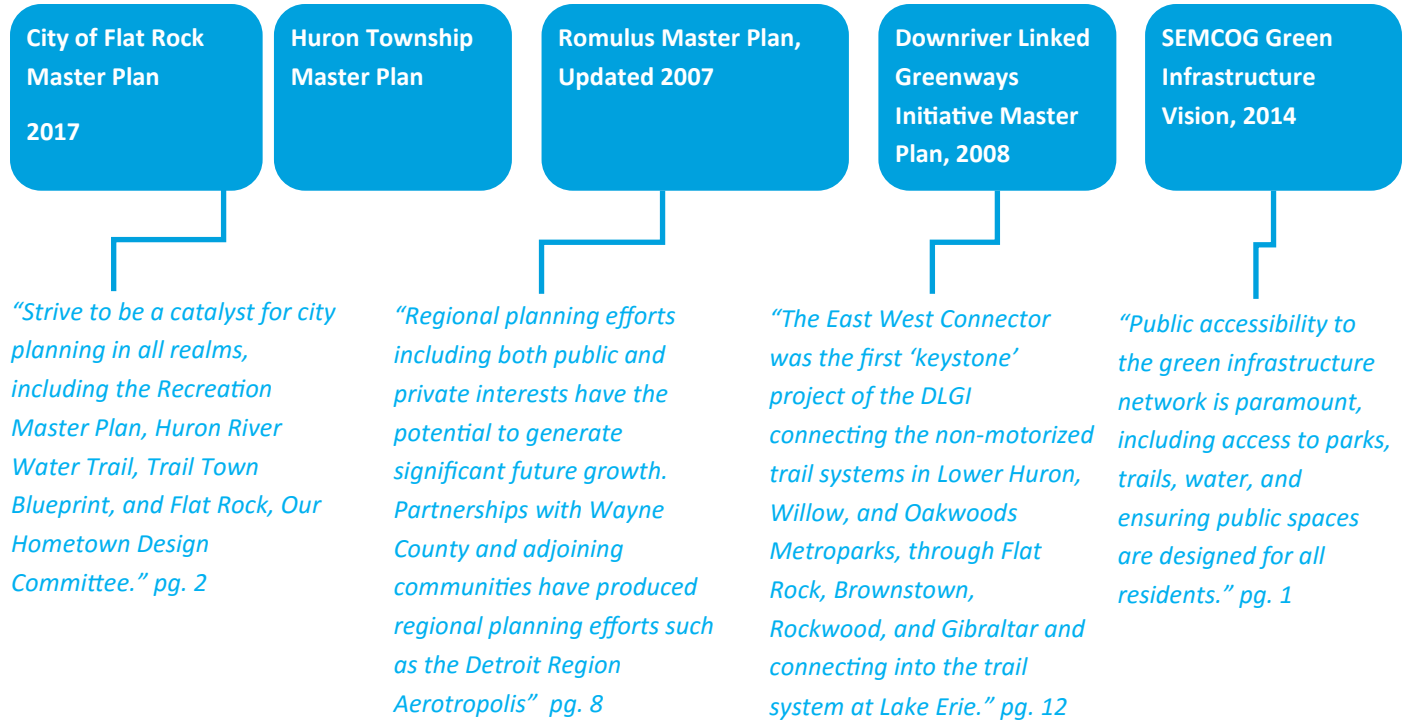 City of Flat Rock
Master Plan
2017
Huron Township
Master Plan
Romulus Master Plan,
Updated 2007
Downriver Linked
Greenways
Initiative Master
Plan, 2008
SEMCOG Green
Infrastructure
Vision, 2014
“Strive to be a catalyst for city
planning in all realms,
including the Recreation
Master Plan, Huron River
Water Trail, Trail Town
Blueprint, and Flat Rock, Our
Hometown Design
Committee.” pg. 2
“Regional planning efforts
including both public and
private interests have the
potential to generate
significant future growth.
Partnerships with Wayne
County and adjoining
communities have produced
regional planning efforts such
as the Detroit Region
Aerotropolis” pg. 8
“The East West Connector
was the first ‘keystone’
project of the DLGI
connecting the non-motorized
trail systems in Lower Huron,
Willow, and Oakwoods
Metroparks, through Flat
Rock, Brownstown,
Rockwood, and Gibraltar and
connecting into the trail
system at Lake Erie.” pg. 12
“Public accessibility to
the green infrastructure
network is paramount,
including access to parks,
trails, water, and
ensuring public spaces
are designed for all
residents.” pg. 1